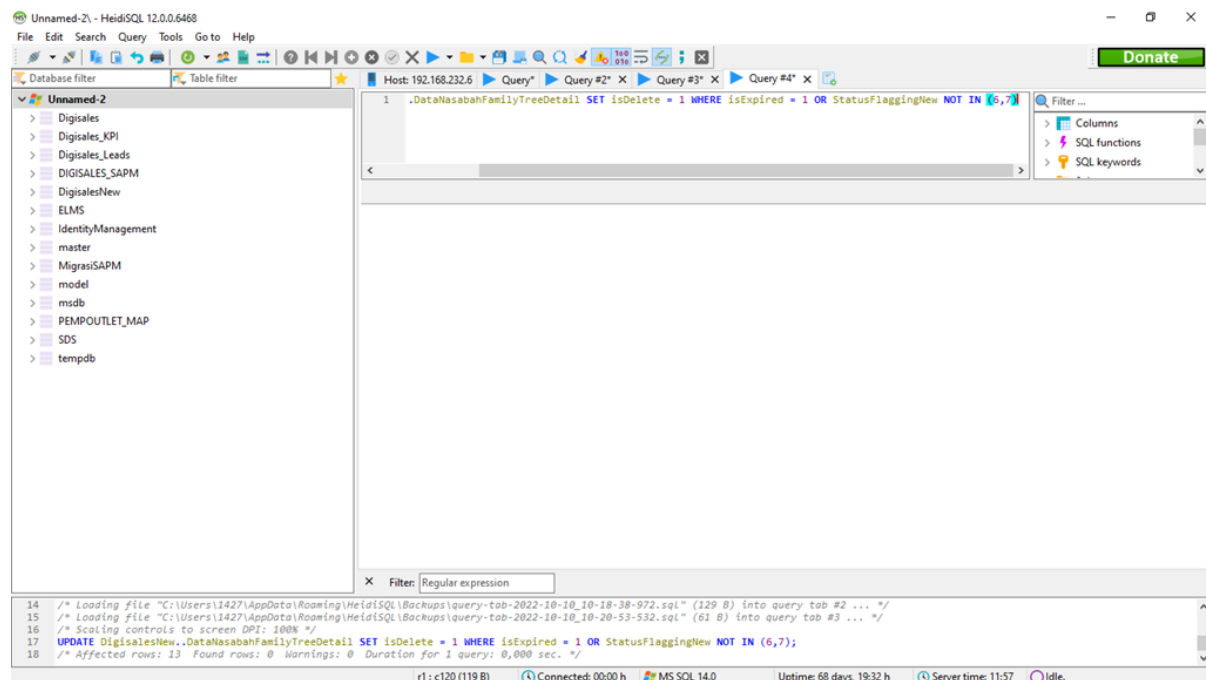 Unnamed-2\ - HeidiSQL 12.0.0.6468
File Edit Search Query Tools Go to Help
Donate
Database filter
Table filter
Host: 192.168.232.6
Query*
Query #2*
Query #3*
Query #4*
Unnamed-2
Digisales
Digisales_KPI
Digisales_Leads
DIGISALES_SAPM
DigisalesNew
ELMS
IdentityManagement
master
MigrasiSAPM
model
msdb
PEMPOUTLET_MAP
SDS
tempdb
1 .DataNasabahFamilyTreeDetail SET isDelete = 1 WHERE isExpired = 1 OR StatusFlaggingNew NOT IN (6,7)
Filter ...
Columns
SQL functions
SQL keywords
Filter: Regular expression
14 /* Loading file "C:\Users\1427\AppData\Roaming\HeidiSQL\Backups\query-tab-2022-10-10_10-18-38-972.sql" (129 B) into query tab #2 ... */
15 /* Loading file "C:\Users\1427\AppData\Roaming\HeidiSQL\Backups\query-tab-2022-10-10_10-20-53-532.sql" (61 B) into query tab #3 ... */
16 /* Scaling controls to screen DPI: 100% */
17 UPDATE DigisalesNew..DataNasabahFamilyTreeDetail SET isDelete = 1 WHERE isExpired = 1 OR StatusFlaggingNew NOT IN (6,7);
18 /* Affected rows: 13 Found rows: 0 Warnings: 0 Duration for 1 query: 0,000 sec. */
r1 : c120 (119 B)
Connected: 00:00 h
MS SQL 14.0
Uptime: 68 days, 19:32 h
Server time: 11:57
Idle.